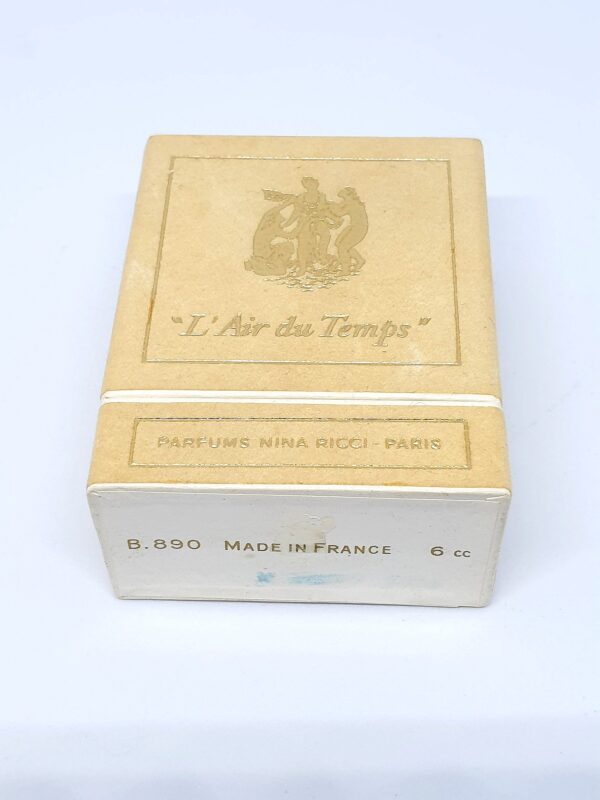 "L'Air du Temps"
PARFUMS NINA RICCI - PARIS
B.890 MADE IN FRANCE 6 cc